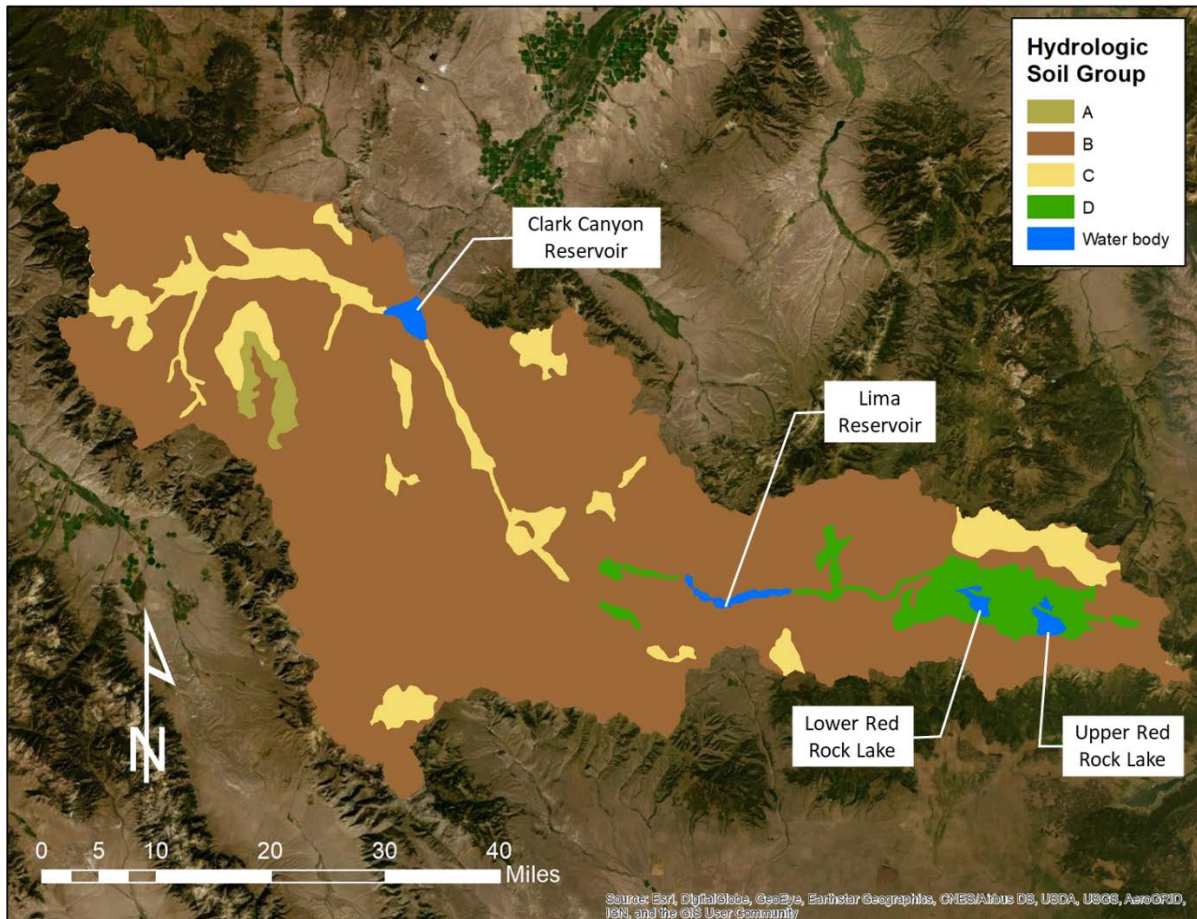 Hydrologic
Soil Group
A
B
C
D
Water body
Clark Canyon
Reservoir
Lima
Reservoir
Lower Red
Rock Lake
Upper Red
Rock Lake
N
0 5 10 20 30 40
Miles
Source: Esri, DigitalGlobe, GeoEye, Earthstar Geographics, CNES/Airbus DS, USDA, USGS, AeroGRID,
IGN, and the GIS User Community